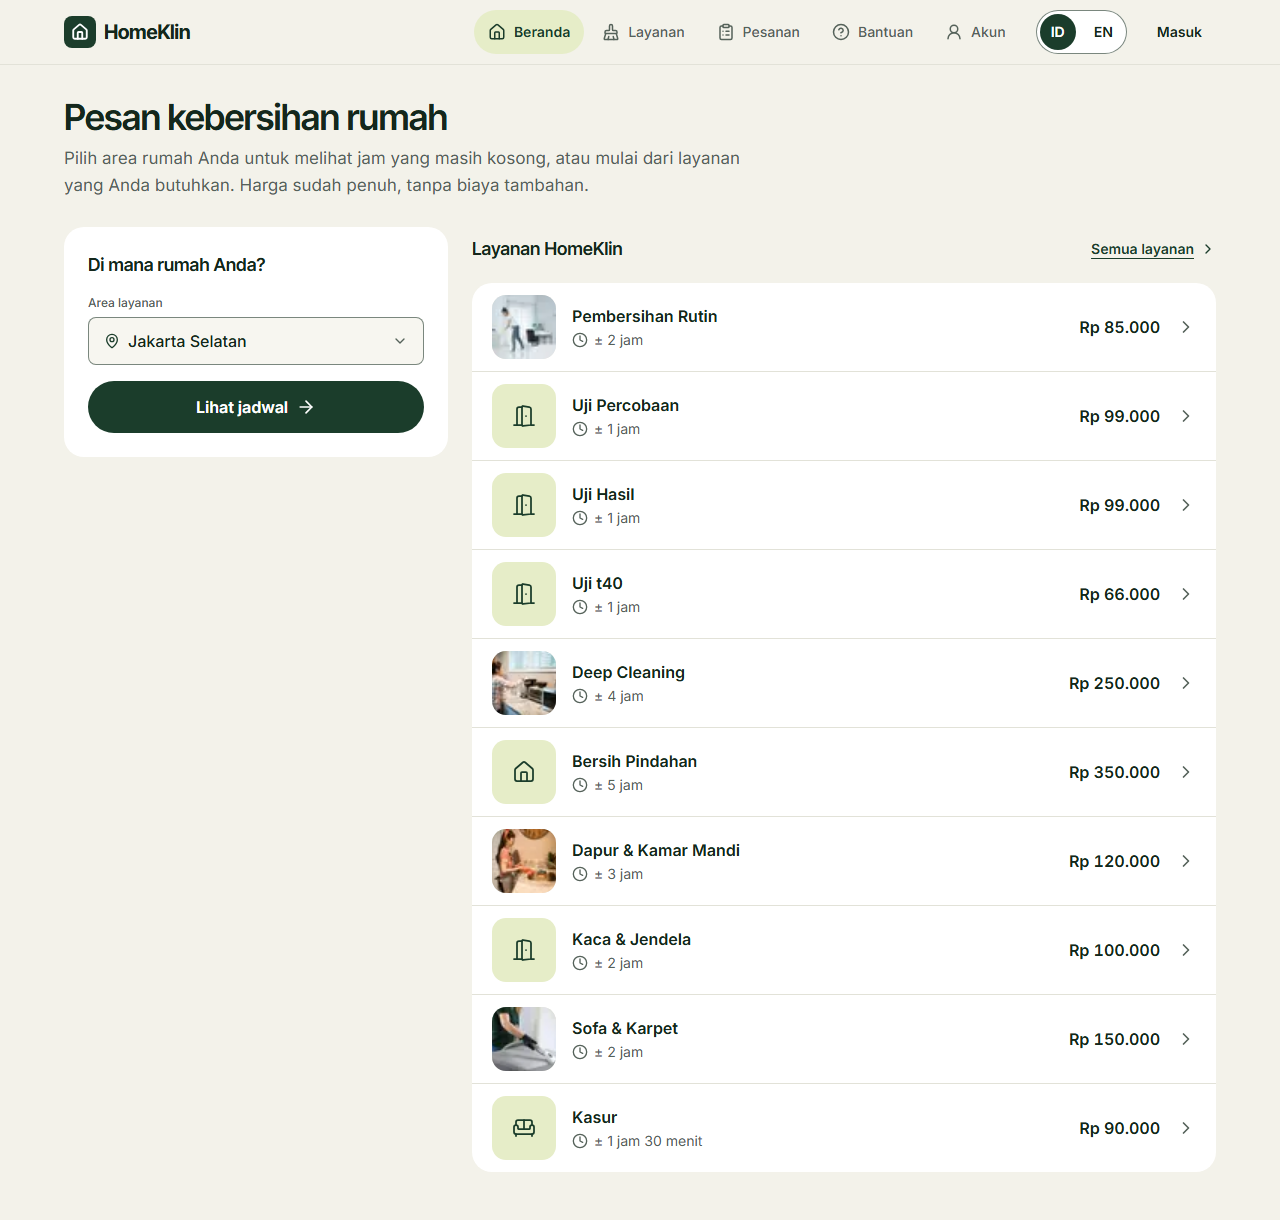 HomeKlin
Beranda
Layanan
Pesanan
Bantuan
Akun
ID
EN
Masuk
Pesan kebersihan rumah
Pilih area rumah Anda untuk melihat jam yang masih kosong, atau mulai dari layanan
yang Anda butuhkan. Harga sudah penuh, tanpa biaya tambahan.
Di mana rumah Anda?
Area layanan
Jakarta Selatan
Lihat jadwal
Layanan HomeKlin
Semua layanan
Pembersihan Rutin
± 2 jam
Rp 85.000
Uji Percobaan
± 1 jam
Rp 99.000
Uji Hasil
± 1 jam
Rp 99.000
Uji t40
± 1 jam
Rp 66.000
Deep Cleaning
± 4 jam
Rp 250.000
Bersih Pindahan
± 5 jam
Rp 350.000
Dapur & Kamar Mandi
± 3 jam
Rp 120.000
Kaca & Jendela
± 2 jam
Rp 100.000
Sofa & Karpet
± 2 jam
Rp 150.000
Kasur
± 1 jam 30 menit
Rp 90.000